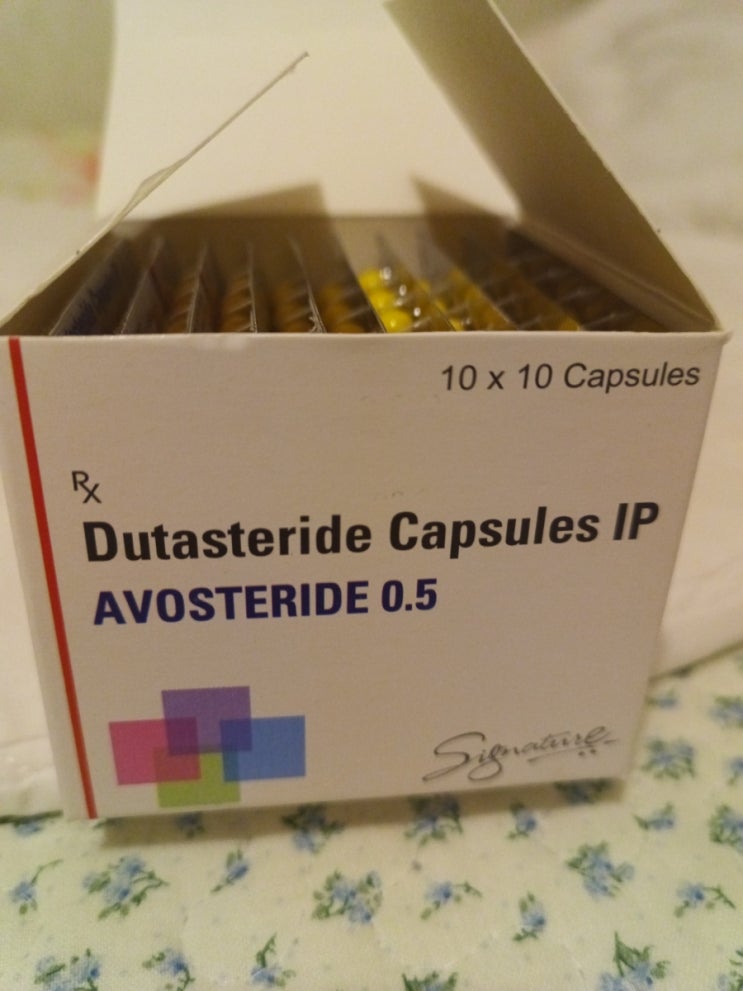 10 x 10 Capsules
Rx
Dutasteride Capsules IP
AVOSTERIDE 0.5
Signature